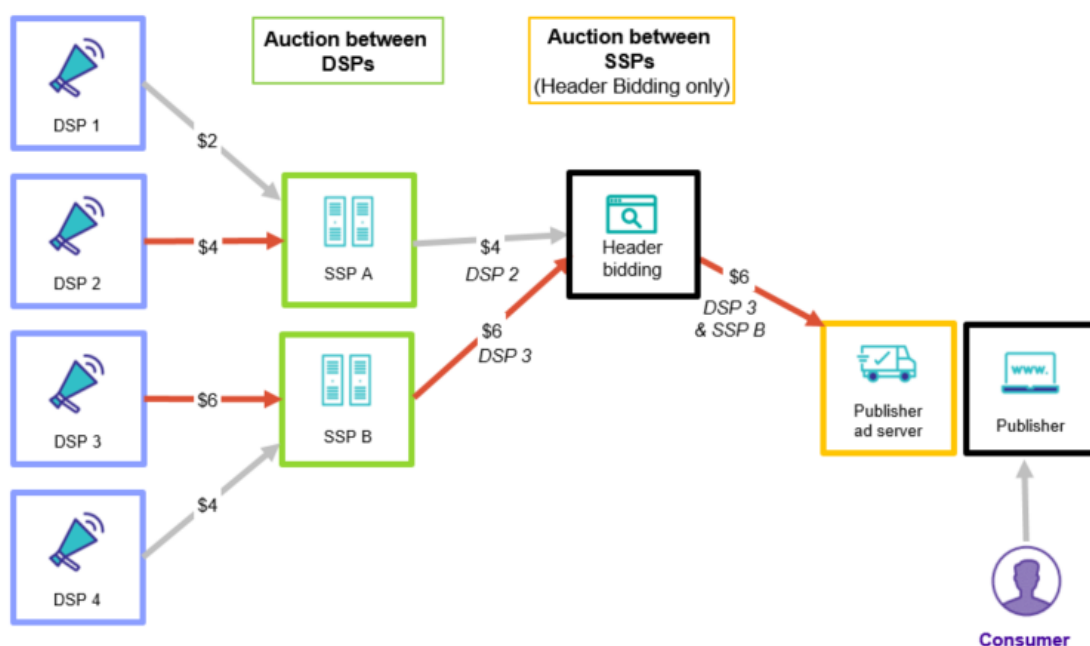 Auction between
DSPs
Auction between
SSPs
(Header Bidding only)
DSP 1
$2
DSP 2
$4
SSP A
$4
DSP 2
Header
bidding
$6
DSP 3
& SSP B
DSP 3
$6
SSP B
$6
DSP 3
Publisher
ad server
www.
Publisher
DSP 4
$4
Consumer